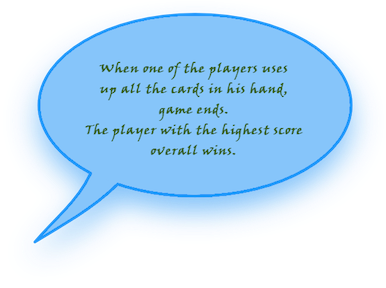 When one of the players uses
up all the cards in his hand,
game ends.
The player with the highest score
overall wins.